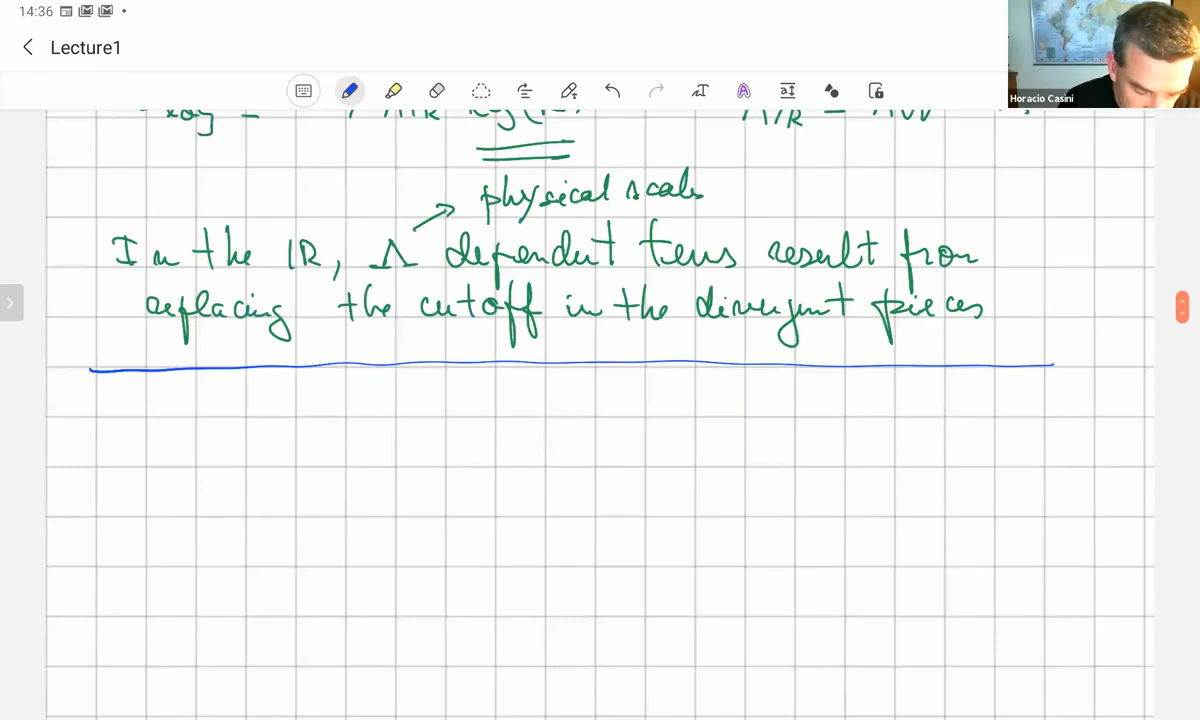 14:36
Lecture1
Horacio Casini
physical scale
In the IR, Λ dependent terms result from
replacing the cutoff in the divergent pieces